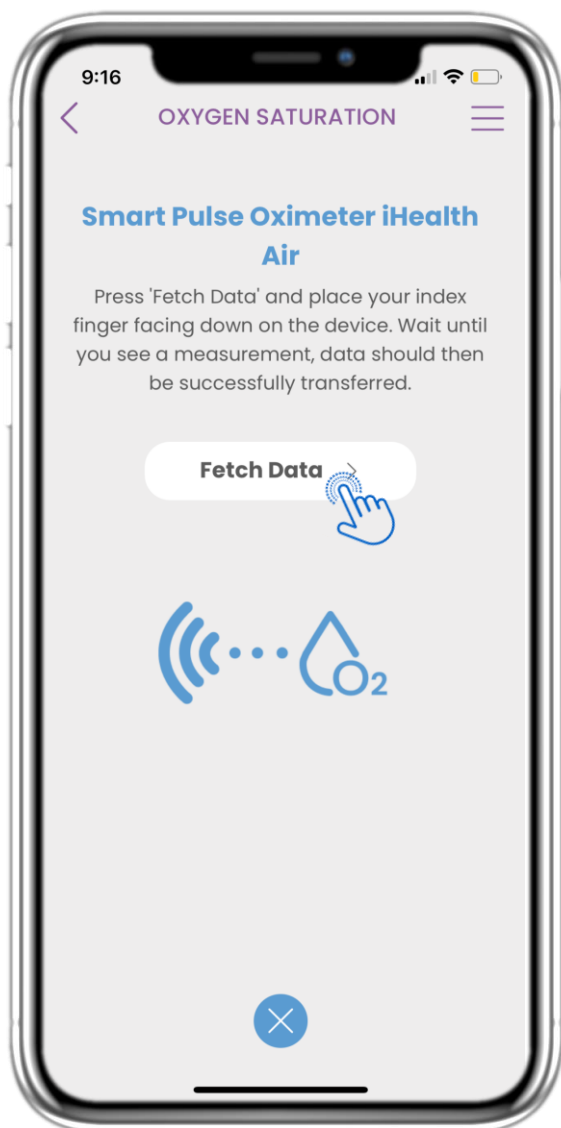 9:16
OXYGEN SATURATION
Smart Pulse Oximeter iHealth
Air
Press 'Fetch Data' and place your index
finger facing down on the device. Wait until
you see a measurement, data should then
be successfully transferred.
Fetch Data
O2